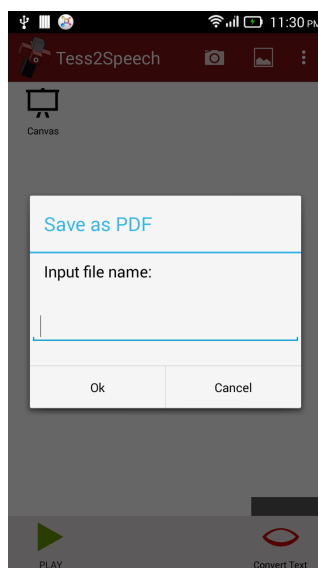 11:30 PM
Tess2Speech
Canvas
Save as PDF
Input file name:
Ok
Cancel
PLAY
Convert Text